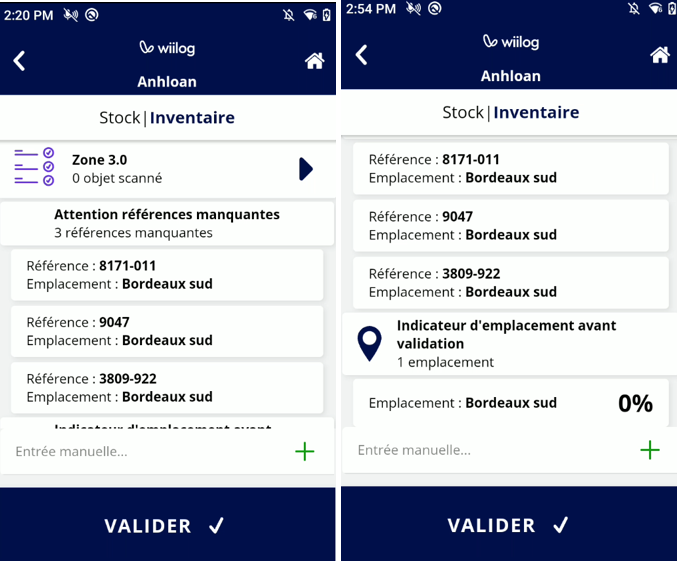 2:20 PM
wiilog
Anhloan
Stock|Inventaire
Zone 3.0
0 objet scanné
Attention références manquantes
3 références manquantes
Référence : 8171-011
Emplacement : Bordeaux sud
Référence : 9047
Emplacement : Bordeaux sud
Référence : 3809-922
Emplacement : Bordeaux sud
Indicateur d'emplacement avant
Entrée manuelle...
VALIDER
2:54 PM
wiilog
Anhloan
Stock|Inventaire
Référence : 8171-011
Emplacement : Bordeaux sud
Référence : 9047
Emplacement : Bordeaux sud
Référence : 3809-922
Emplacement : Bordeaux sud
Indicateur d'emplacement avant
validation
1 emplacement
Emplacement : Bordeaux sud 0%
Entrée manuelle...
VALIDER